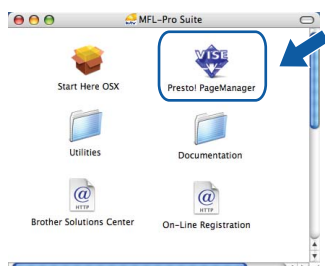 MFL-Pro Suite
VISE
Start Here OSX
Presto! PageManager
Utilities
Documentation
@
HTTP
@
HTTP
Brother Solutions Center
On-Line Registration